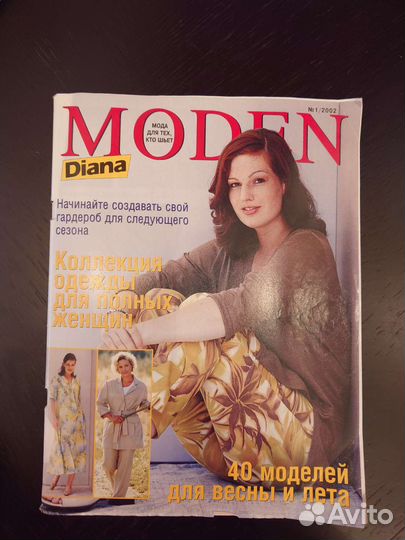 №1/2002
MODEN
МОДА
ДЛЯ ТЕХ,
КТО ШЬЕТ
Diana
Начинайте создавать свой
гардероб для следующего
сезона
Коллекция
одежды
для полных
женщин
40 моделей
для весны и лета
Avito